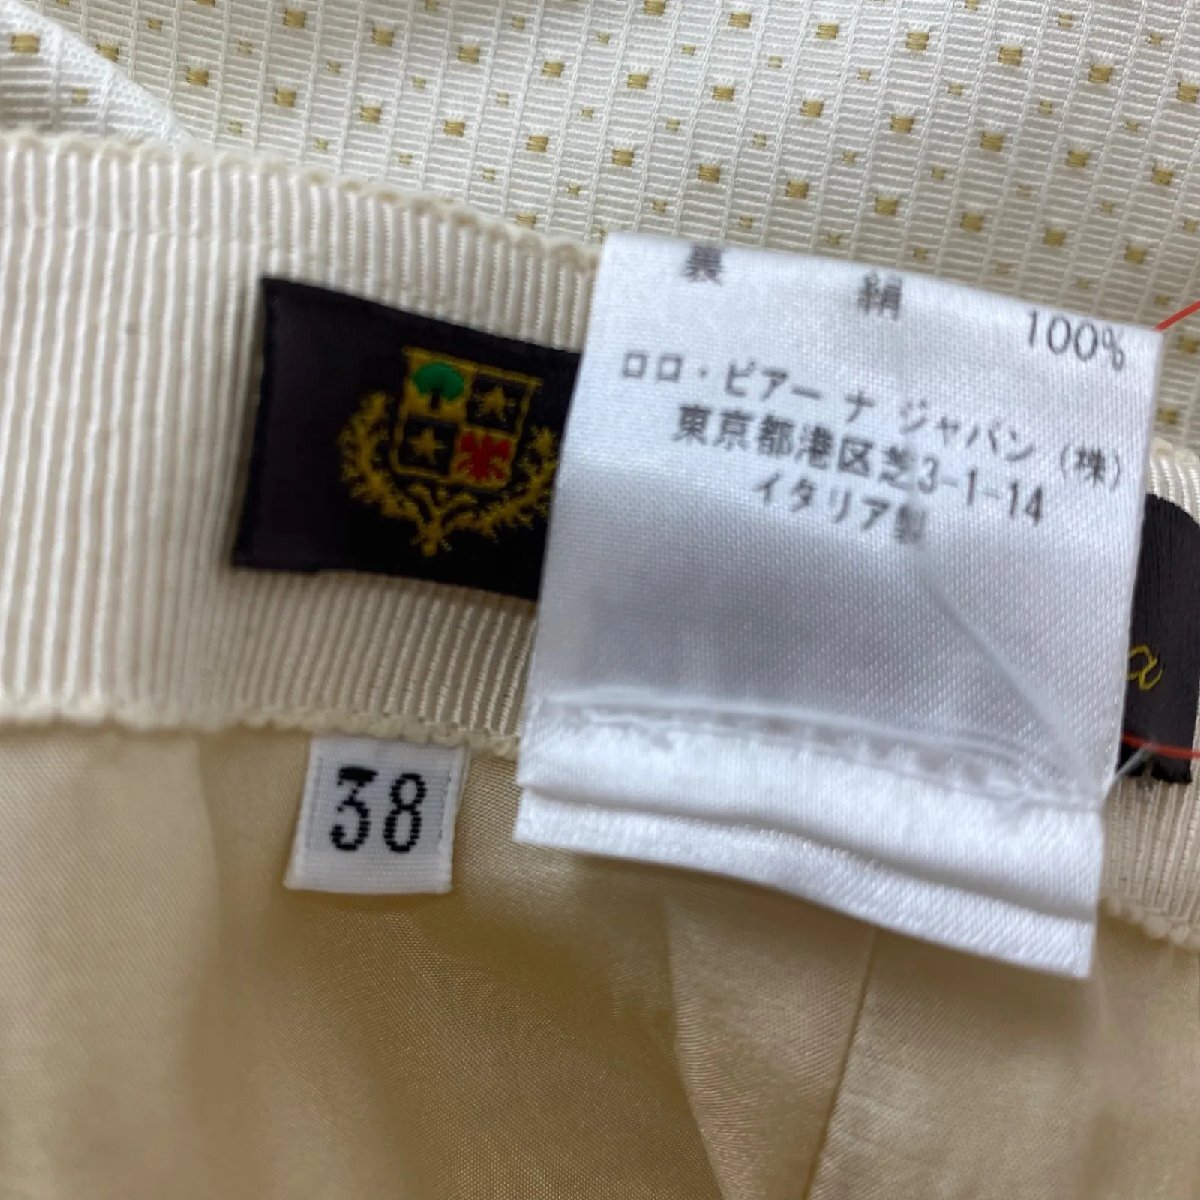 裏 絹 100%
ロロ・ピアーナ ジャパン (株)
東京都港区芝3-1-14
イタリア製
a
38